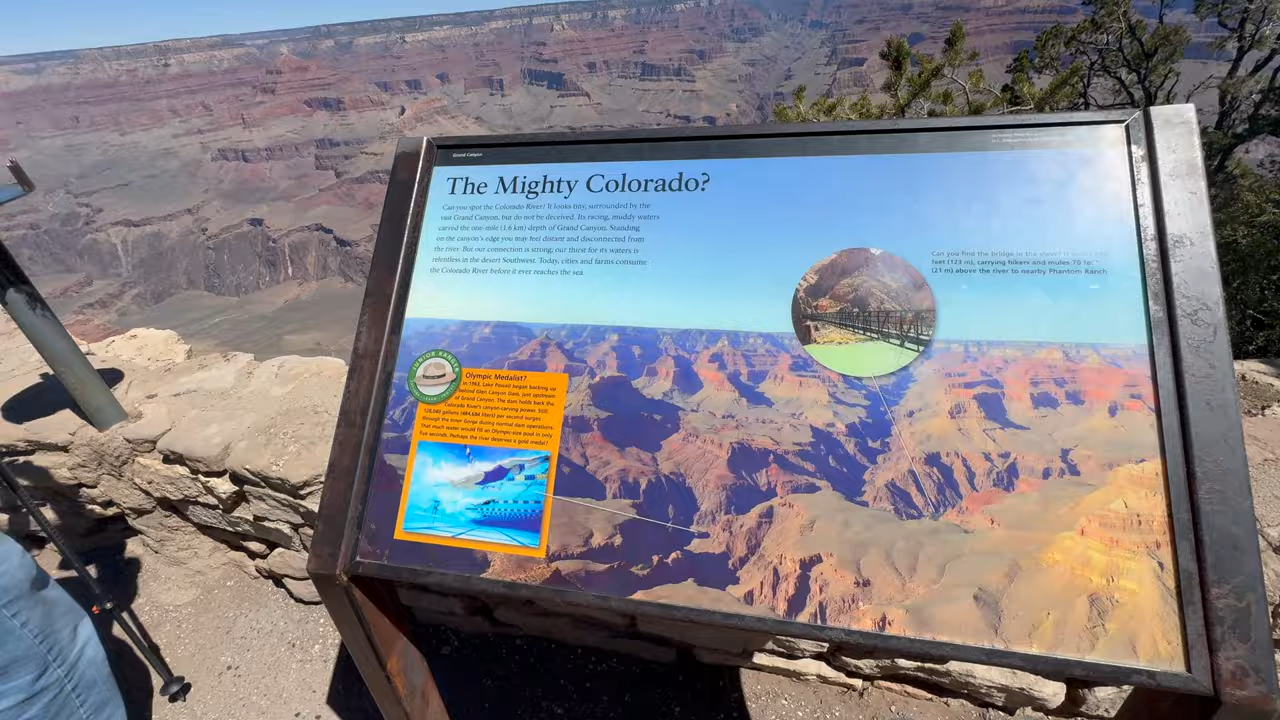 Grand Canyon
The Mighty Colorado?
Can you spot the Colorado River? It looks tiny, surrounded by the
vast Grand Canyon, but do not be deceived. Its racing, muddy waters
carved the one-mile (1.6 km) depth of Grand Canyon. Standing
on the canyon's edge you may feel distant and disconnected from
the river. But our connection is strong; our thirst for its waters is
relentless in the desert Southwest. Today, cities and farms consume
the Colorado River before it ever reaches the sea.
Can you find the bridge in the view?
feet (123 m), carrying hikers and mules 70 feet
(21 m) above the river to nearby Phantom Ranch
JUNIOR RANGER
Olympic Medalist?
In 1963, Lake Powell began backing up
behind Glen Canyon Dam, just upstream
of Grand Canyon. The dam holds back the
Colorado River's canyon-carving power. Still,
gallons liters) per second surges
through the Inner Gorge during normal dam operations.
That much water would fill an Olympic-size pool in only
five seconds. Perhaps the river deserves a gold medal!